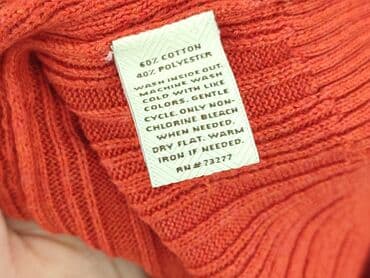 60% COTTON
40% POLYESTER
WASH INSIDE OUT.
MACHINE WASH
COLD WITH LIKE
COLORS. GENTLE
CYCLE. ONLY NON-
CHLORINE BLEACH
WHEN NEEDED.
DRY FLAT. WARM
IRON IF NEEDED.
RN# 73277